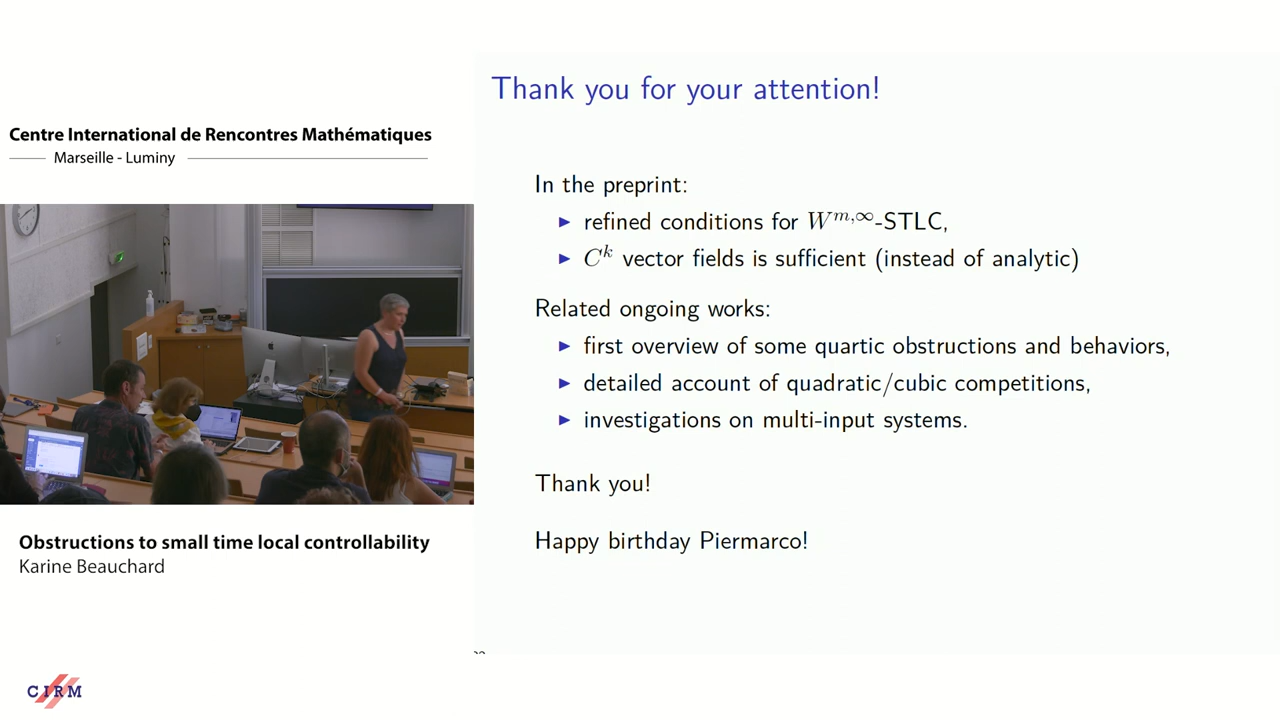 Centre International de Rencontres Mathématiques
Marseille - Luminy
Obstructions to small time local controllability
Karine Beauchard
CIRM
Thank you for your attention!
In the preprint:
▶ refined conditions for W^{m,∞}-STLC,
▶ C^k vector fields is sufficient (instead of analytic)
Related ongoing works:
▶ first overview of some quartic obstructions and behaviors,
▶ detailed account of quadratic/cubic competitions,
▶ investigations on multi-input systems.
Thank you!
Happy birthday Piermarco!